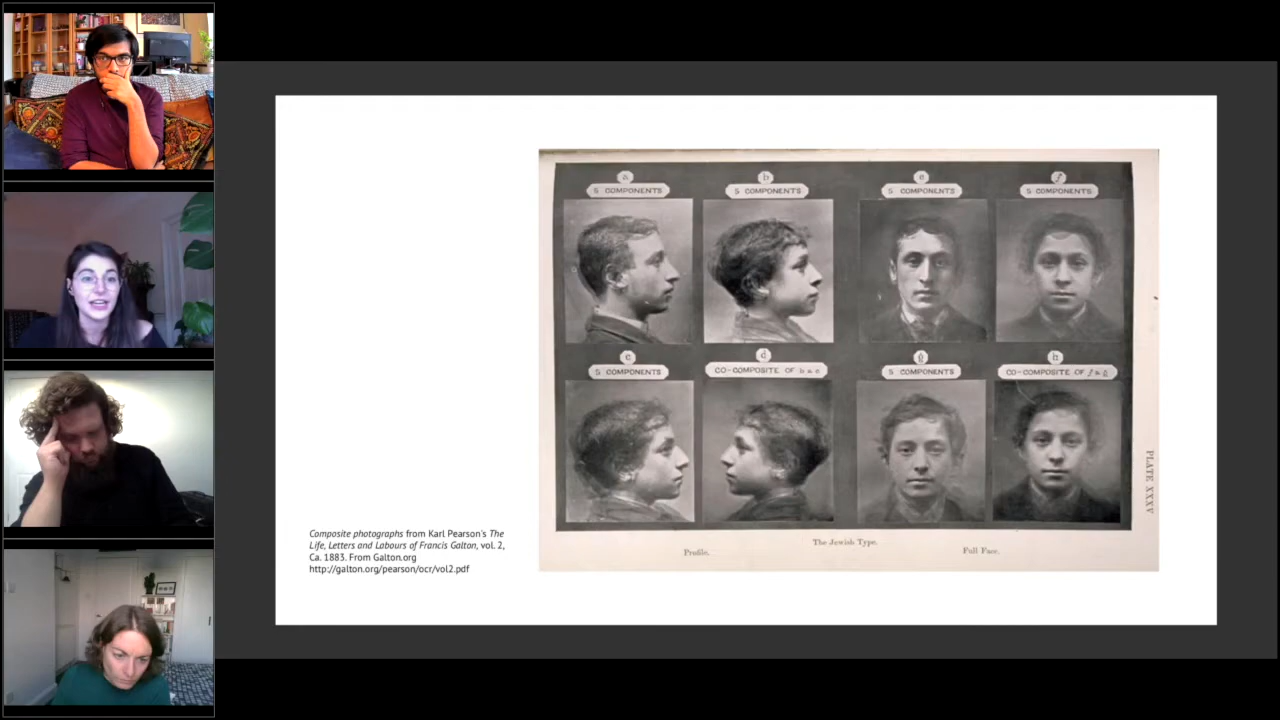 a
b
e
f
5 COMPONENTS
5 COMPONENTS
5 COMPONENTS
5 COMPONENTS
c
d
g
h
5 COMPONENTS
CO-COMPOSITE OF b & c
5 COMPONENTS
CO-COMPOSITE OF f & g
PLATE XXXV
Profile.
The Jewish Type.
Full Face.
Composite photographs from Karl Pearson's The
Life, Letters and Labours of Francis Galton, vol. 2,
Ca. 1883. From Galton.org
http://galton.org/pearson/ocr/vol2.pdf